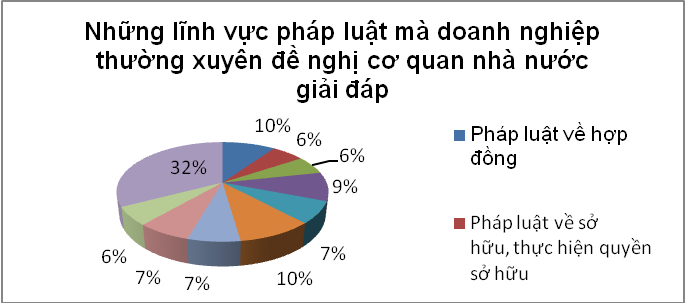 Những lĩnh vực pháp luật mà doanh nghiệp
thường xuyên đề nghị cơ quan nhà nước
giải đáp
10%
6%
6%
9%
7%
10%
7%
7%
6%
32%
Pháp luật về hợp
đồng
Pháp luật về sở
hữu, thực hiện quyền
sở hữu